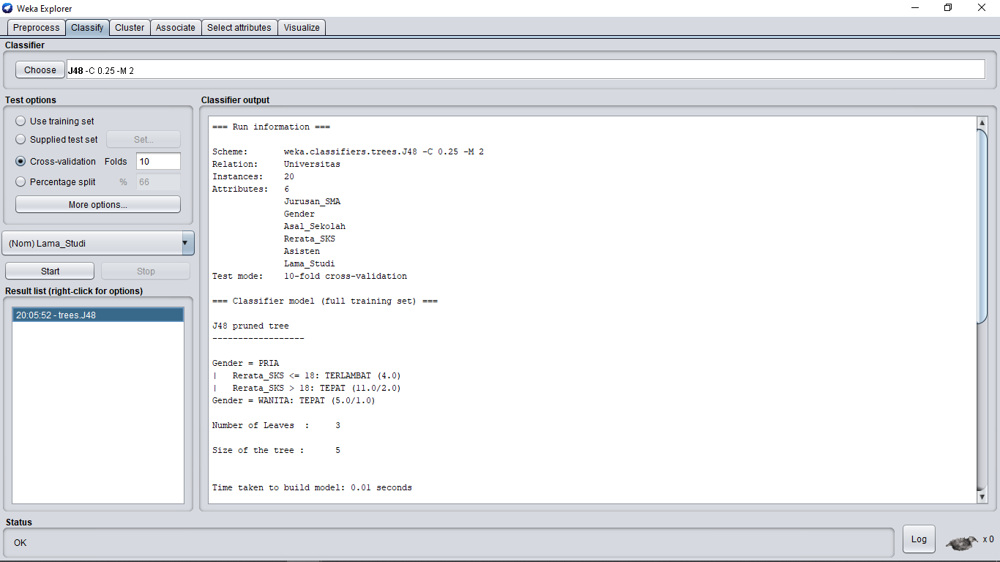 Weka Explorer
Preprocess Classify Cluster Associate Select attributes Visualize
Classifier
Choose J48 -C 0.25 -M 2
Test options
Use training set
Supplied test set Set...
Cross-validation Folds 10
Percentage split % 66
More options...
(Nom) Lama_Studi
Start Stop
Result list (right-click for options)
20:05:52 - trees.J48
Classifier output
=== Run information ===
Scheme: weka.classifiers.trees.J48 -C 0.25 -M 2
Relation: Universitas
Instances: 20
Attributes: 6
Jurusan_SMA
Gender
Asal_Sekolah
Rerata_SKS
Asisten
Lama_Studi
Test mode: 10-fold cross-validation
=== Classifier model (full training set) ===
J48 pruned tree
------------------
Gender = PRIA
| Rerata_SKS <= 18: TERLAMBAT (4.0)
| Rerata_SKS > 18: TEPAT (11.0/2.0)
Gender = WANITA: TEPAT (5.0/1.0)
Number of Leaves : 3
Size of the tree : 5
Time taken to build model: 0.01 seconds
Status
OK
Log x 0